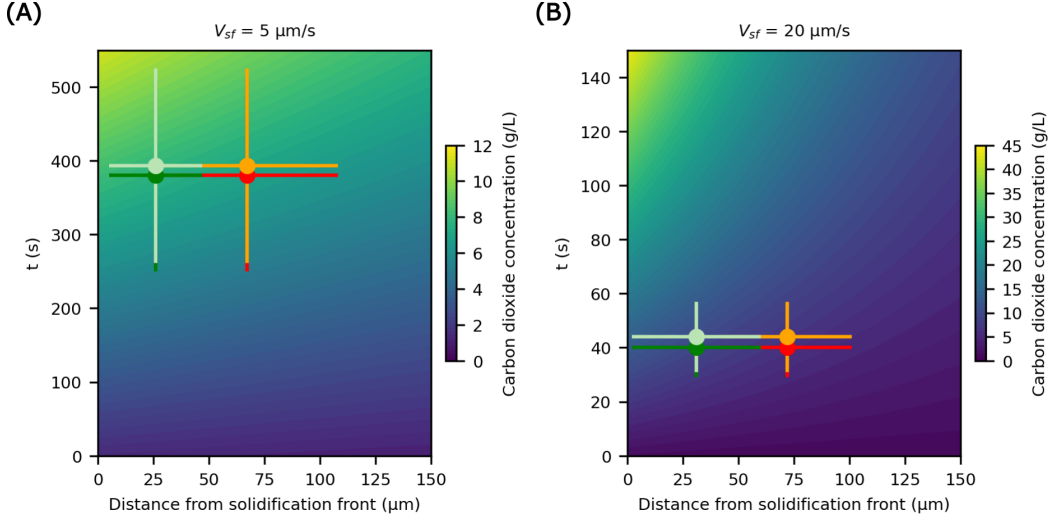 (A)
V_sf = 5 μm/s
500
400
300
200
100
0
t (s)
0 25 50 75 100 125 150
Distance from solidification front (μm)
12
10
8
6
4
2
0
Carbon dioxide concentration (g/L)
(B)
V_sf = 20 μm/s
140
120
100
80
60
40
20
0
t (s)
0 25 50 75 100 125 150
Distance from solidification front (μm)
45
40
35
30
25
20
15
10
5
0
Carbon dioxide concentration (g/L)